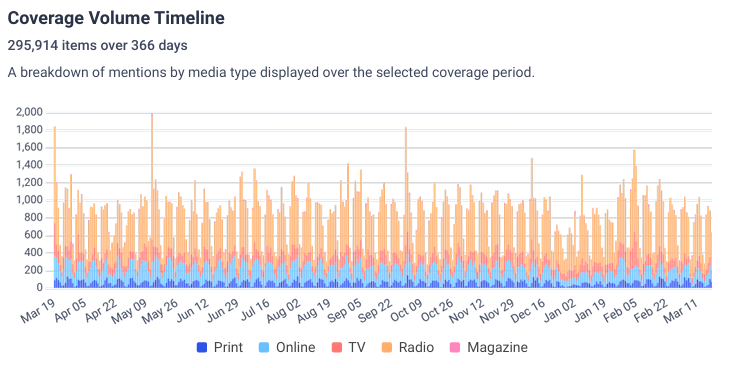 Coverage Volume Timeline
295,914 items over 366 days
A breakdown of mentions by media type displayed over the selected coverage period.
2,000
1,800
1,600
1,400
1,200
1,000
800
600
400
200
0
Mar 19 Apr 05 Apr 22 May 09 May 26 Jun 12 Jun 29 Jul 16 Aug 02 Aug 19 Sep 05 Sep 22 Oct 09 Oct 26 Nov 12 Nov 29 Dec 16 Jan 02 Jan 19 Feb 05 Feb 22 Mar 11
Print Online TV Radio Magazine